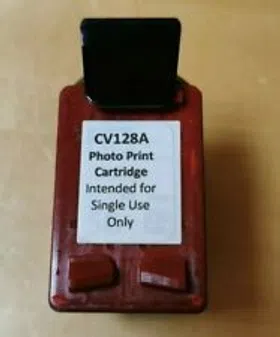 CV128A
Photo Print
Cartridge
Intended for
Single Use
Only